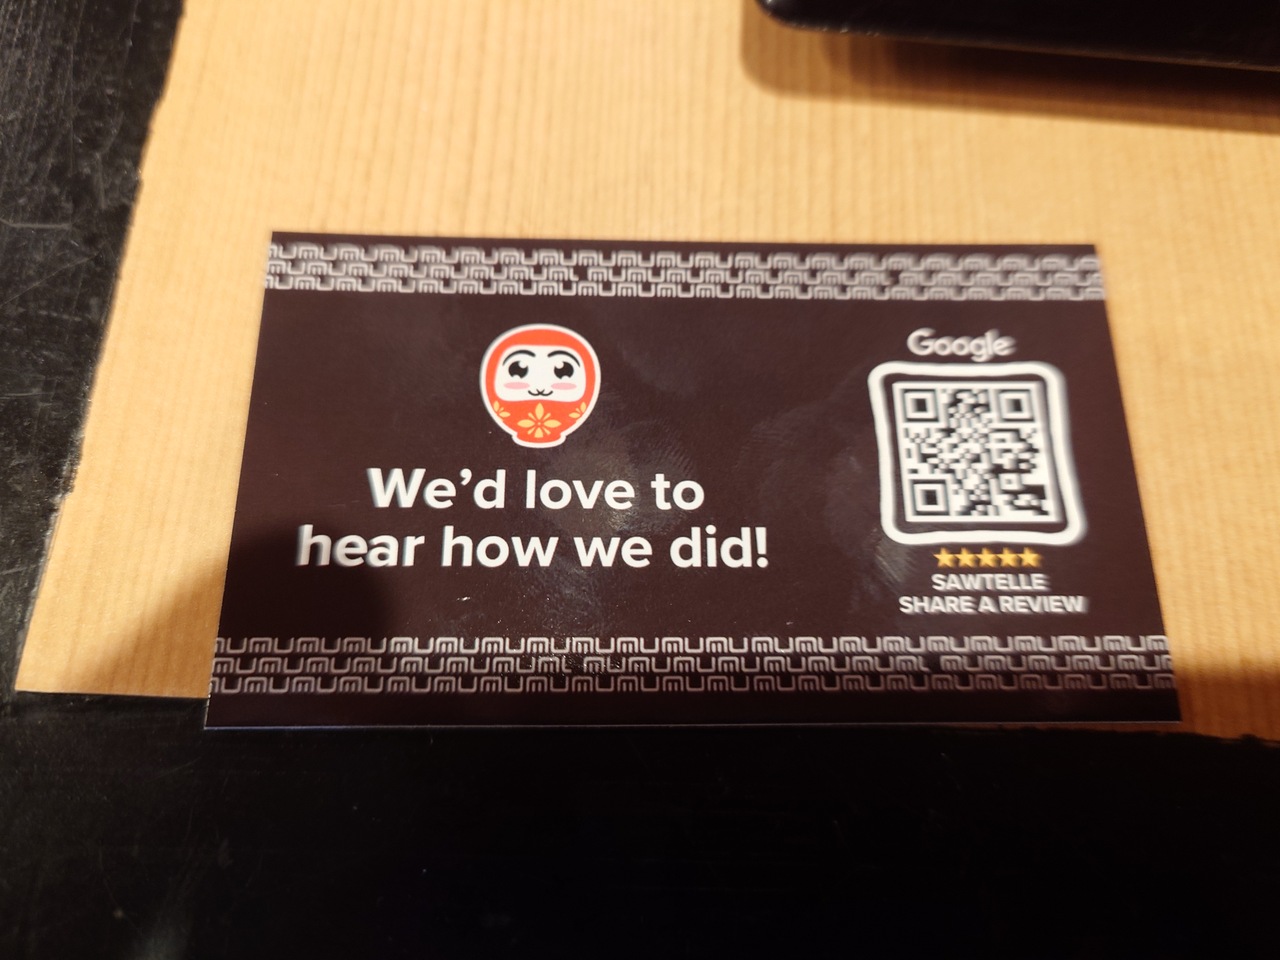 We'd love to
hear how we did!
Google
SAWTELLE
SHARE A REVIEW